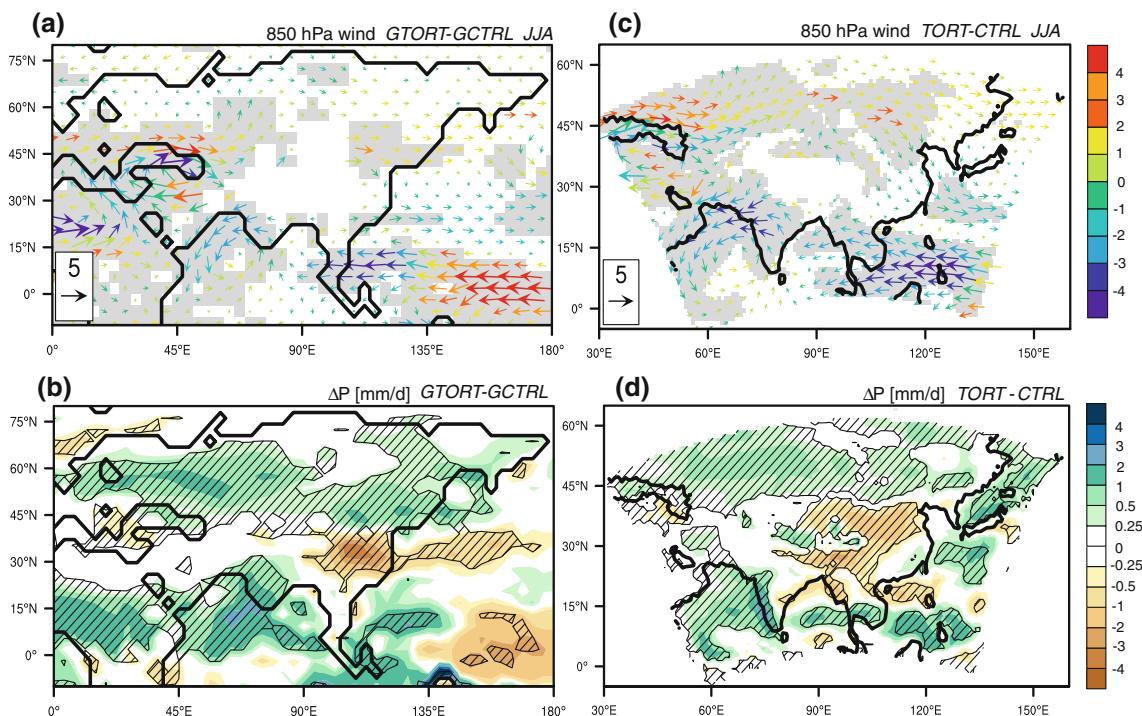 (a)
850 hPa wind GTORT-GCTRL JJA
75°N
60°N
45°N
30°N
15°N
0°
5
0°
45°E
90°E
135°E
180°
(c)
850 hPa wind TORT-CTRL JJA
60°N
45°N
30°N
15°N
0°
5
30°E
60°E
90°E
120°E
150°E
4
3
2
1
0
-1
-2
-3
-4
(b)
ΔP [mm/d] GTORT-GCTRL
75°N
60°N
45°N
30°N
15°N
0°
0°
45°E
90°E
135°E
180°
(d)
ΔP [mm/d] TORT - CTRL
60°N
45°N
30°N
15°N
0°
30°E
60°E
90°E
120°E
150°E
4
3
2
1
0.5
0.25
0
-0.25
-0.5
-1
-2
-3
-4